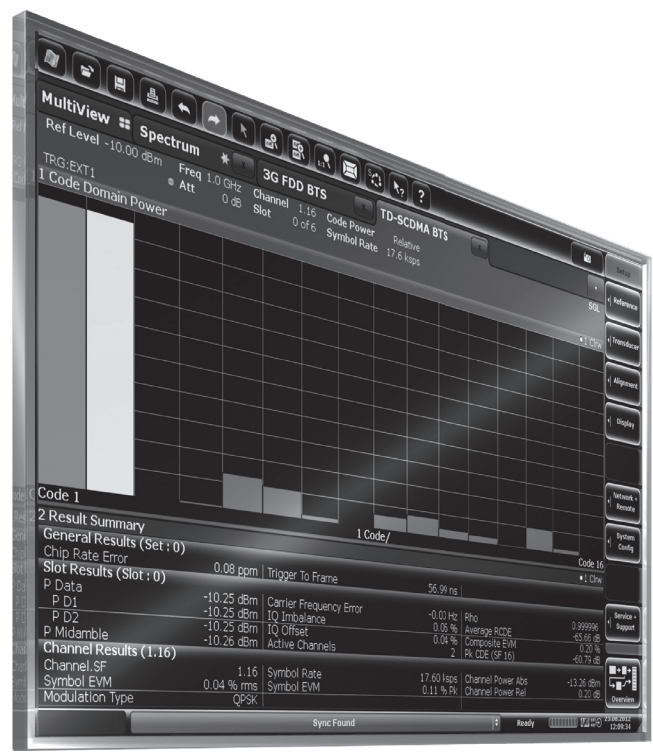 MultiView
Spectrum
3G FDD BTS
TD-SCDMA BTS
Ref Level -10.00 dBm
Freq 1.0 GHz
Channel 1.16
Code Power Relative
Att 0 dB
Slot 0 of 6
Symbol Rate 17.6 ksps
TRG:EXT1
SGL
1 Code Domain Power
1 Clrw
Code 1
1 Code/
Code 16
2 Result Summary
1 Clrw
General Results (Set : 0)
Chip Rate Error 0.08 ppm Trigger To Frame 56.99 ns
Slot Results (Slot : 0)
P Data -10.25 dBm Carrier Frequency Error -0.03 Hz Rho 0.999996
P D1 -10.25 dBm IQ Imbalance 0.06 % Average RCDE -65.66 dB
P D2 -10.25 dBm IQ Offset 0.04 % Composite EVM 0.20 %
P Midamble -10.26 dBm Active Channels 2 Pk CDE (SF 16) -60.79 dB
Channel Results (1.16)
Channel.SF 1.16 Symbol Rate 17.60 ksps Channel Power Abs -13.26 dBm
Symbol EVM 0.04 % rms Symbol EVM 0.11 % Pk Channel Power Rel 0.20 dB
Modulation Type QPSK
Sync Found
Ready
23.08.2012
12:09:34
Setup
Reference
Transducer
Alignment
Display
Network +
Remote
System
Config
Service +
Support
Overview